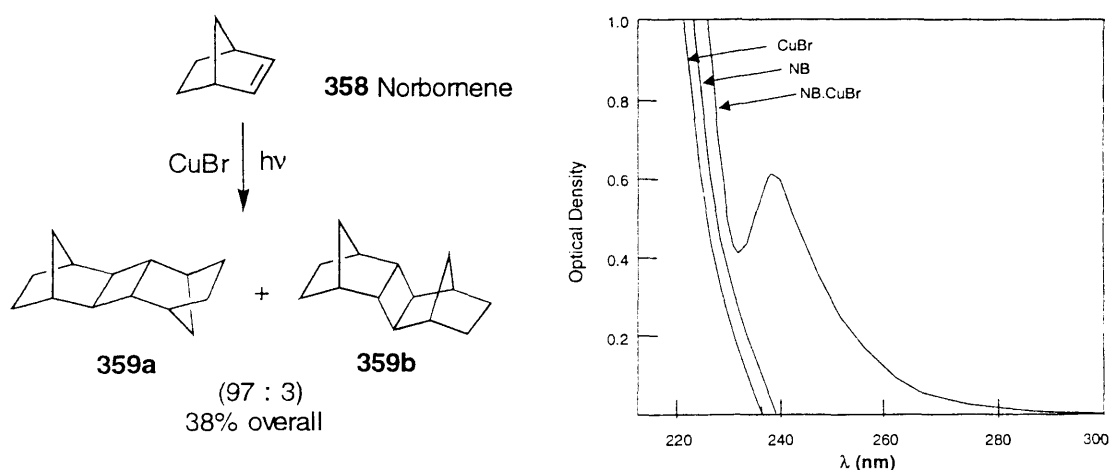 358 Norbornene
CuBr
hν
+
359a
359b
(97 : 3)
38% overall
1.0
0.8
0.6
0.4
0.2
Optical Density
CuBr
NB
NB.CuBr
220
240
260
280
300
λ (nm)